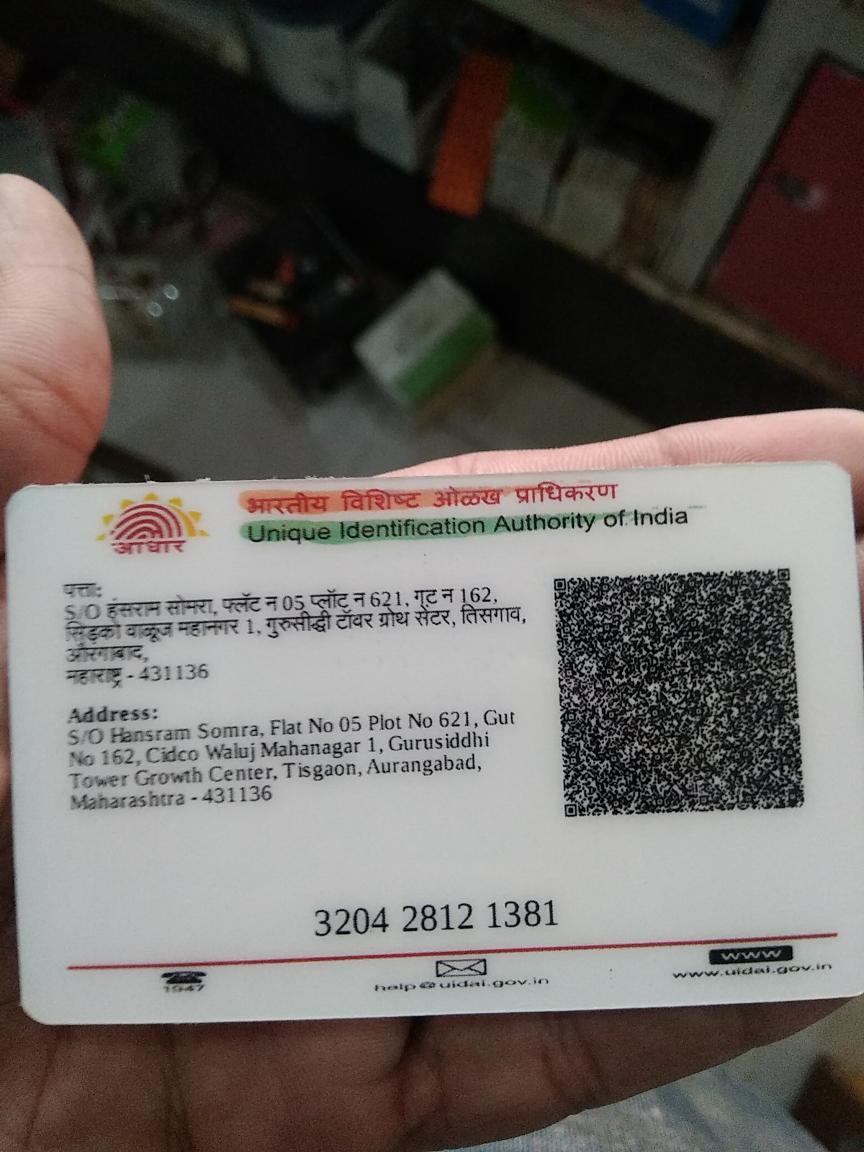 आधार
भारतीय विशिष्ट ओळख प्राधिकरण
Unique Identification Authority of India
पत्ता:
S/O हंसराम सोमरा, फ्लॅट न 05 प्लॉट न 621, गूट न 162,
सिडको वाळूज महानगर 1, गुरुसीद्धी टॉवर ग्रोथ सेंटर, तिसगाव,
औरंगाबाद,
महाराष्ट्र - 431136
Address:
S/O Hansram Somra, Flat No 05 Plot No 621, Gut
No 162, Cidco Waluj Mahanagar 1, Gurusiddhi
Tower Growth Center, Tisgaon, Aurangabad,
Maharashtra - 431136
3204 2812 1381
1947
help@uidai.gov.in
www
www.uidai.gov.in